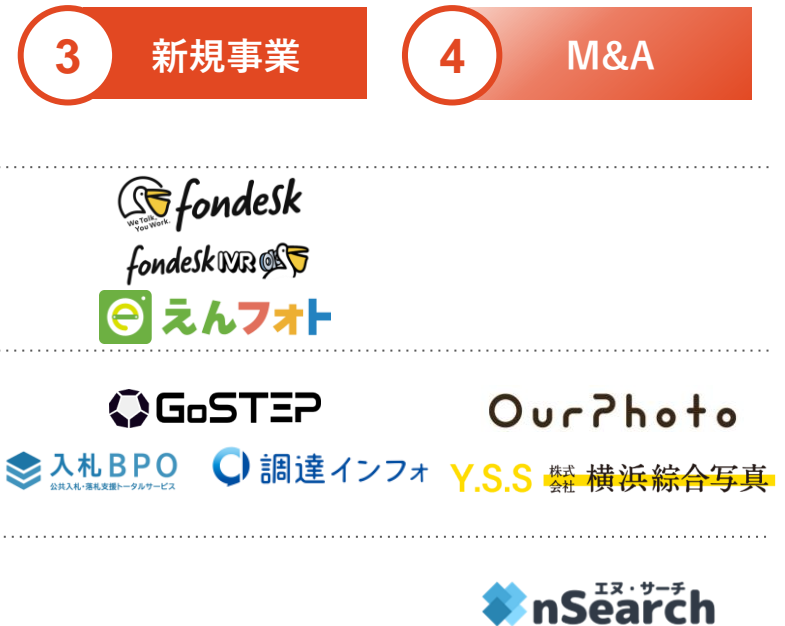 3 新規事業
4 M&A
fondesk
We Talk.
You Work.
fondesk IVR
e えんフォト
GoSTEP
OurPhoto
入札BPO
公共入札・落札支援トータルサービス
調達インフォ
Y.S.S 株式会社 横浜綜合写真
エヌ・サーチ
nSearch